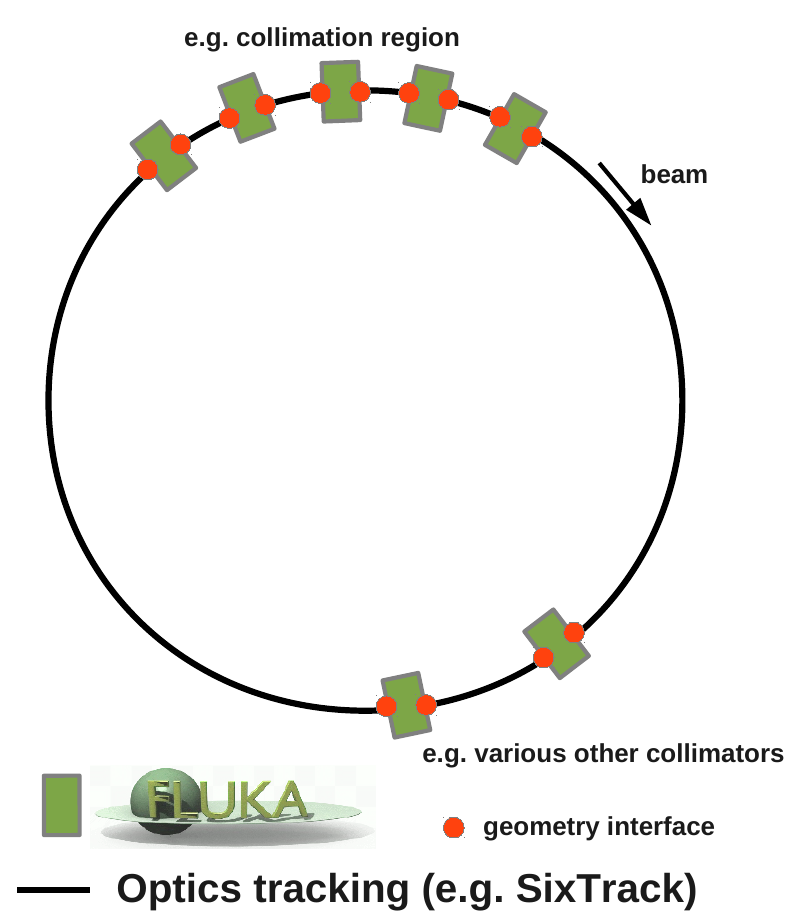 e.g. collimation region
beam
e.g. various other collimators
FLUKA
geometry interface
Optics tracking (e.g. SixTrack)